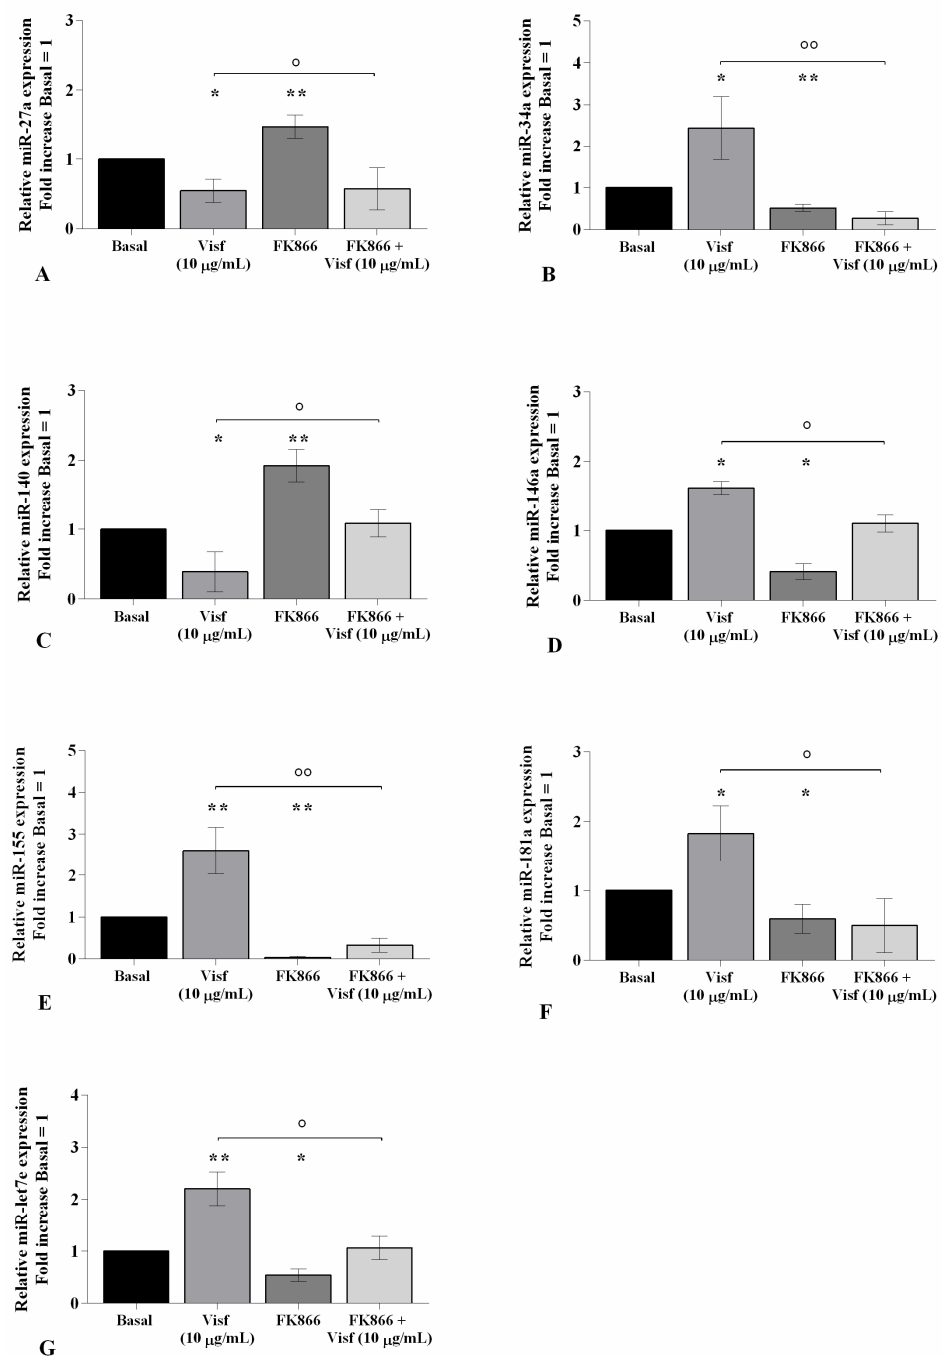 Relative miR-27a expression
Fold increase Basal = 1
3
2
1
0
°
* **
Basal Visf FK866 FK866 +
(10 μg/mL) Visf (10 μg/mL)
A
Relative miR-34a expression
Fold increase Basal = 1
5
4
3
2
1
0
°°
* **
Basal Visf FK866 FK866 +
(10 μg/mL) Visf (10 μg/mL)
B
Relative miR-140 expression
Fold increase Basal = 1
3
2
1
0
°
* **
Basal Visf FK866 FK866 +
(10 μg/mL) Visf (10 μg/mL)
C
Relative miR-146a expression
Fold increase Basal = 1
3
2
1
0
°
* *
Basal Visf FK866 FK866 +
(10 μg/mL) Visf (10 μg/mL)
D
Relative miR-155 expression
Fold increase Basal = 1
5
4
3
2
1
0
°°
** **
Basal Visf FK866 FK866 +
(10 μg/mL) Visf (10 μg/mL)
E
Relative miR-181a expression
Fold increase Basal = 1
3
2
1
0
°
* *
Basal Visf FK866 FK866 +
(10 μg/mL) Visf (10 μg/mL)
F
Relative miR-let7e expression
Fold increase Basal = 1
4
3
2
1
0
°
** *
Basal Visf FK866 FK866 +
(10 μg/mL) Visf (10 μg/mL)
G